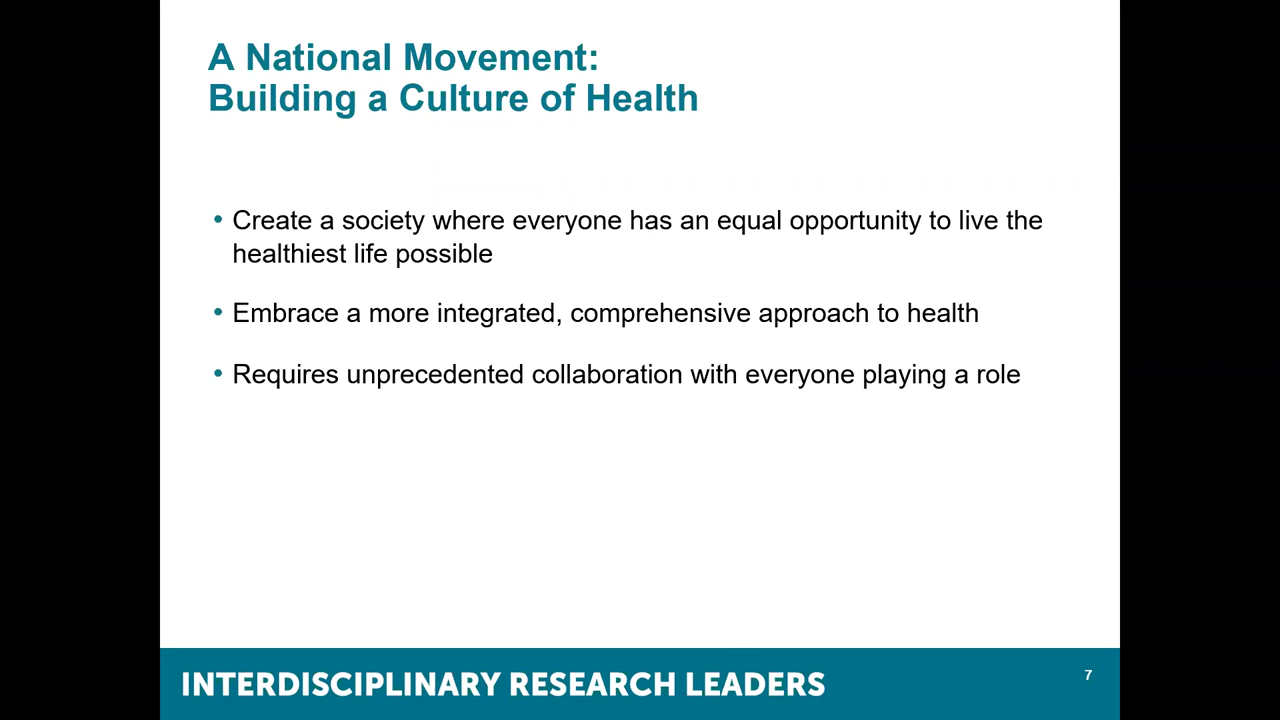 A National Movement:
Building a Culture of Health
• Create a society where everyone has an equal opportunity to live the
healthiest life possible
• Embrace a more integrated, comprehensive approach to health
• Requires unprecedented collaboration with everyone playing a role
INTERDISCIPLINARY RESEARCH LEADERS
7